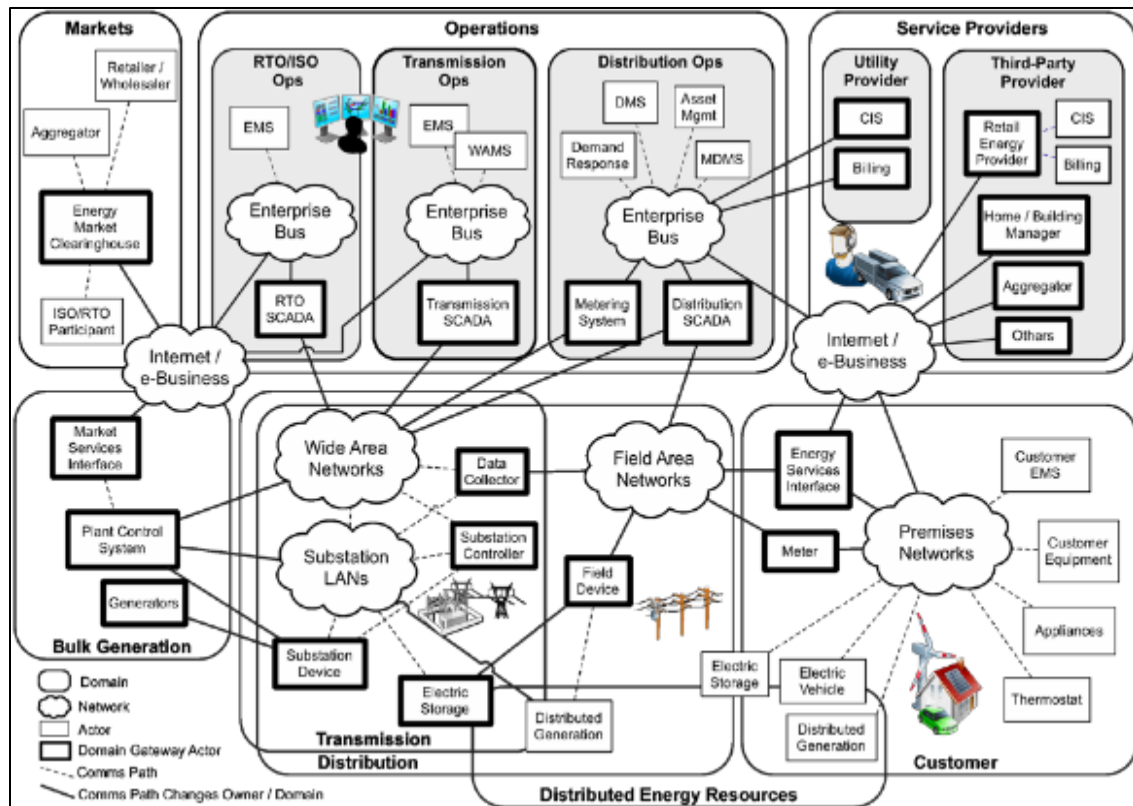 Markets
Retailer /
Wholesaler
Aggregator
Energy
Market
Clearinghouse
ISO/RTO
Participant
Operations
RTO/ISO
Ops
EMS
Enterprise
Bus
RTO
SCADA
Transmission Ops
EMS
WAMS
Enterprise
Bus
Transmission
SCADA
Distribution Ops
DMS
Asset
Mgmt
Demand
Response
MDMS
Enterprise
Bus
Metering
System
Distribution
SCADA
Service Providers
Utility
Provider
CIS
Billing
Third-Party
Provider
Retail
Energy
Provider
CIS
Billing
Home / Building
Manager
Aggregator
Others
Internet /
e-Business
Internet /
e-Business
Market
Services
Interface
Plant Control
System
Generators
Bulk Generation
Wide Area
Networks
Data
Collector
Substation
LANs
Substation
Controller
Substation
Device
Electric
Storage
Distributed
Generation
Field Area
Networks
Field
Device
Transmission
Distribution
Energy
Services
Interface
Meter
Premises
Networks
Customer
EMS
Customer
Equipment
Appliances
Thermostat
Electric
Storage
Electric
Vehicle
Distributed
Generation
Customer
Distributed Energy Resources
Domain
Network
Actor
Domain Gateway Actor
Comms Path
Comms Path Changes Owner / Domain